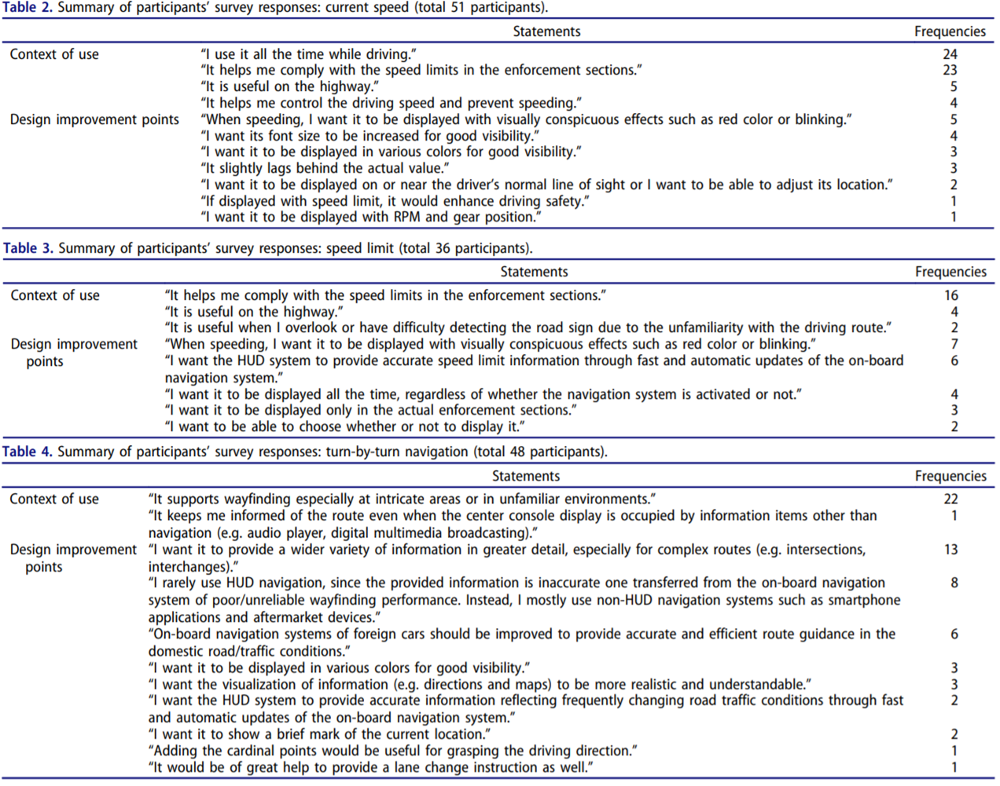 Table 2. Summary of participants' survey responses: current speed (total 51 participants).
Statements Frequencies
Context of use "I use it all the time while driving." 24
"It helps me comply with the speed limits in the enforcement sections." 23
"It is useful on the highway." 5
"It helps me control the driving speed and prevent speeding." 4
Design improvement points "When speeding, I want it to be displayed with visually conspicuous effects such as red color or blinking." 5
"I want its font size to be increased for good visibility." 4
"I want it to be displayed in various colors for good visibility." 3
"It slightly lags behind the actual value." 3
"I want it to be displayed on or near the driver's normal line of sight or I want to be able to adjust its location." 2
"If displayed with speed limit, it would enhance driving safety." 1
"I want it to be displayed with RPM and gear position." 1
Table 3. Summary of participants' survey responses: speed limit (total 36 participants).
Statements Frequencies
Context of use "It helps me comply with the speed limits in the enforcement sections." 16
"It is useful on the highway." 4
"It is useful when I overlook or have difficulty detecting the road sign due to the unfamiliarity with the driving route." 2
Design improvement "When speeding, I want it to be displayed with visually conspicuous effects such as red color or blinking." 7
points "I want the HUD system to provide accurate speed limit information through fast and automatic updates of the on-board 6
navigation system."
"I want it to be displayed all the time, regardless of whether the navigation system is activated or not." 4
"I want it to be displayed only in the actual enforcement sections." 3
"I want to be able to choose whether or not to display it." 2
Table 4. Summary of participants' survey responses: turn-by-turn navigation (total 48 participants).
Statements Frequencies
Context of use "It supports wayfinding especially at intricate areas or in unfamiliar environments." 22
"It keeps me informed of the route even when the center console display is occupied by information items other than 1
navigation (e.g. audio player, digital multimedia broadcasting)."
Design improvement "I want it to provide a wider variety of information in greater detail, especially for complex routes (e.g. intersections, 13
points interchanges)."
"I rarely use HUD navigation, since the provided information is inaccurate one transferred from the on-board navigation 8
system of poor/unreliable wayfinding performance. Instead, I mostly use non-HUD navigation systems such as smartphone
applications and aftermarket devices."
"On-board navigation systems of foreign cars should be improved to provide accurate and efficient route guidance in the 6
domestic road/traffic conditions."
"I want it to be displayed in various colors for good visibility." 3
"I want the visualization of information (e.g. directions and maps) to be more realistic and understandable." 3
"I want the HUD system to provide accurate information reflecting frequently changing road traffic conditions through fast 2
and automatic updates of the on-board navigation system."
"I want it to show a brief mark of the current location." 2
"Adding the cardinal points would be useful for grasping the driving direction." 1
"It would be of great help to provide a lane change instruction as well." 1